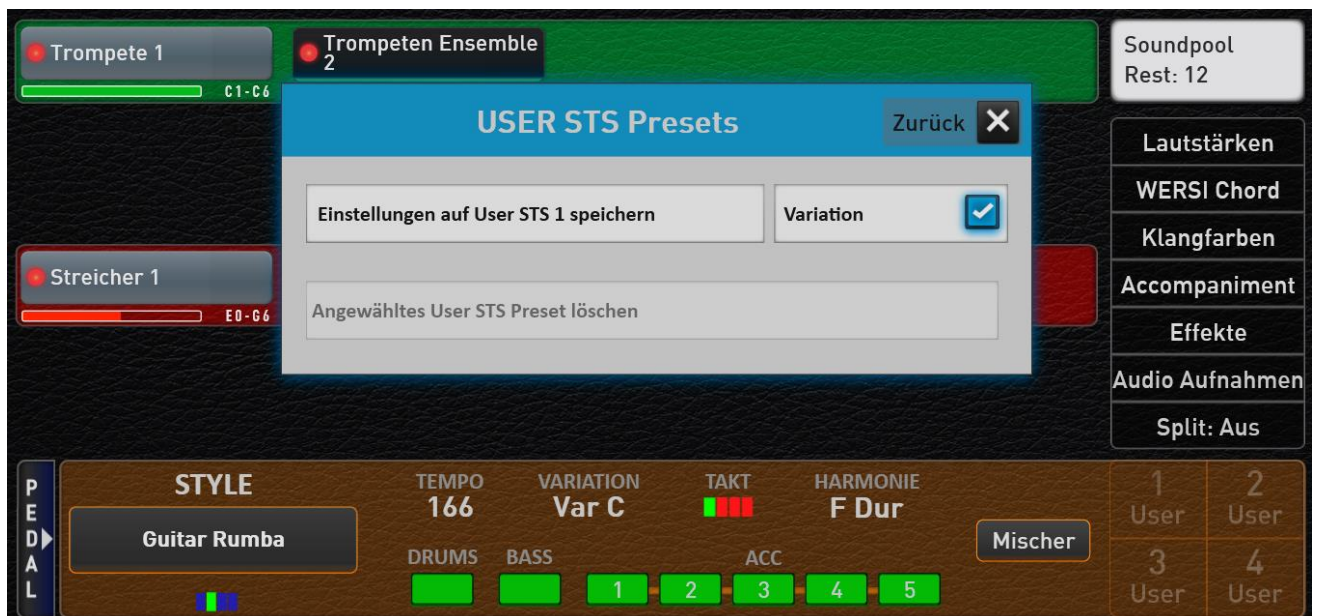 Trompete 1
C1-C6
Trompeten Ensemble
2
Soundpool
Rest: 12
USER STS Presets
Zurück
Einstellungen auf User STS 1 speichern
Variation
Angewähltes User STS Preset löschen
Streicher 1
E0-G6
Lautstärken
WERSI Chord
Klangfarben
Accompaniment
Effekte
Audio Aufnahmen
Split: Aus
PEDAL
STYLE
Guitar Rumba
TEMPO
166
VARIATION
Var C
TAKT
HARMONIE
F Dur
DRUMS
BASS
ACC
1 2 3 4 5
Mischer
1
User
2
User
3
User
4
User